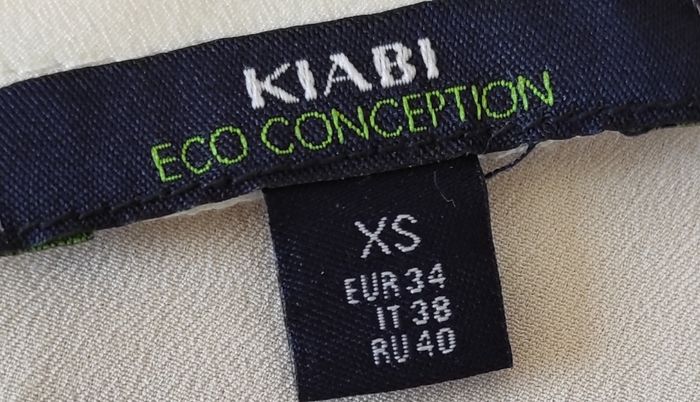 KIABI
ECO CONCEPTION
XS
EUR 34
IT 38
RU 40